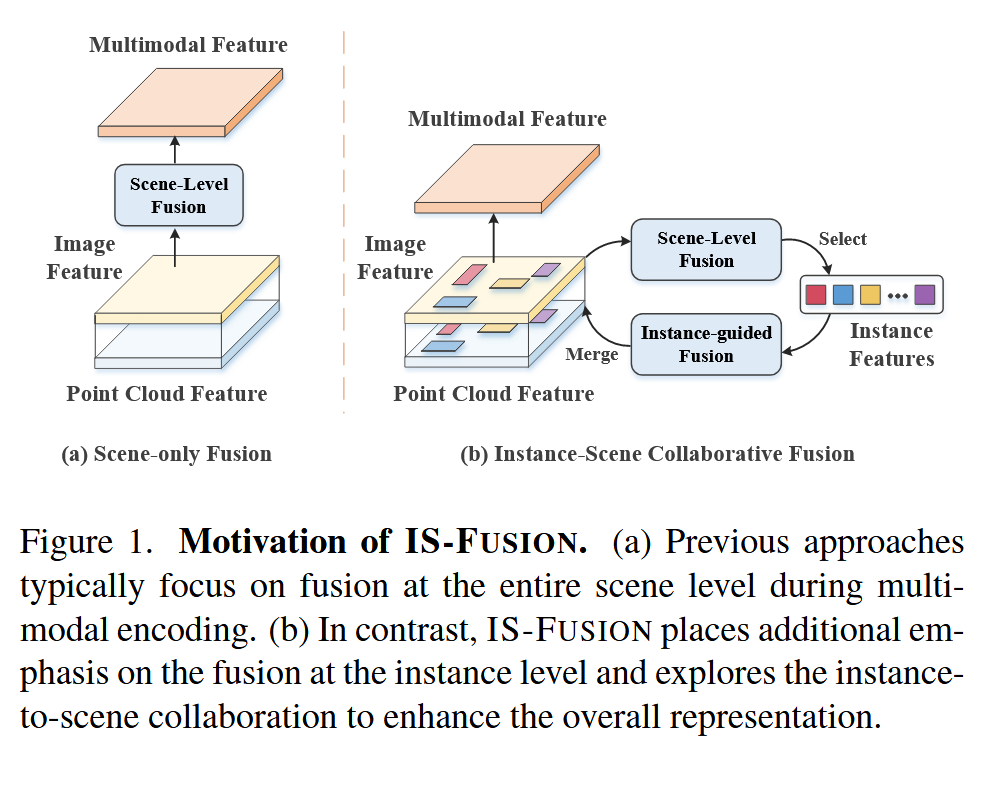 Multimodal Feature
Scene-Level
Fusion
Image
Feature
Point Cloud Feature
(a) Scene-only Fusion
Multimodal Feature
Image
Feature
Scene-Level
Fusion
Select
Instance
Features
Instance-guided
Fusion
Merge
Point Cloud Feature
(b) Instance-Scene Collaborative Fusion
Figure 1. Motivation of IS-FUSION. (a) Previous approaches
typically focus on fusion at the entire scene level during multi-
modal encoding. (b) In contrast, IS-FUSION places additional em-
phasis on the fusion at the instance level and explores the instance-
to-scene collaboration to enhance the overall representation.